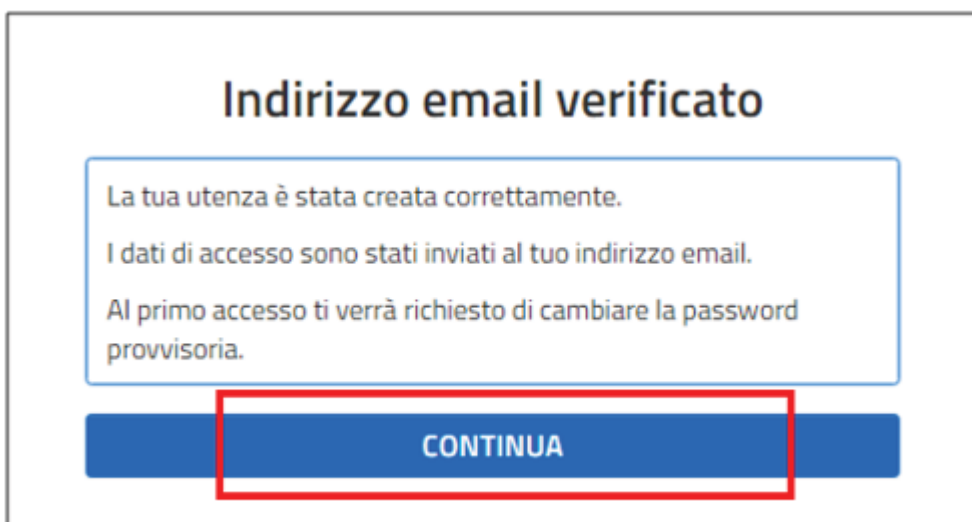 Indirizzo email verificato
La tua utenza è stata creata correttamente.
I dati di accesso sono stati inviati al tuo indirizzo email.
Al primo accesso ti verrà richiesto di cambiare la password
provvisoria.
CONTINUA